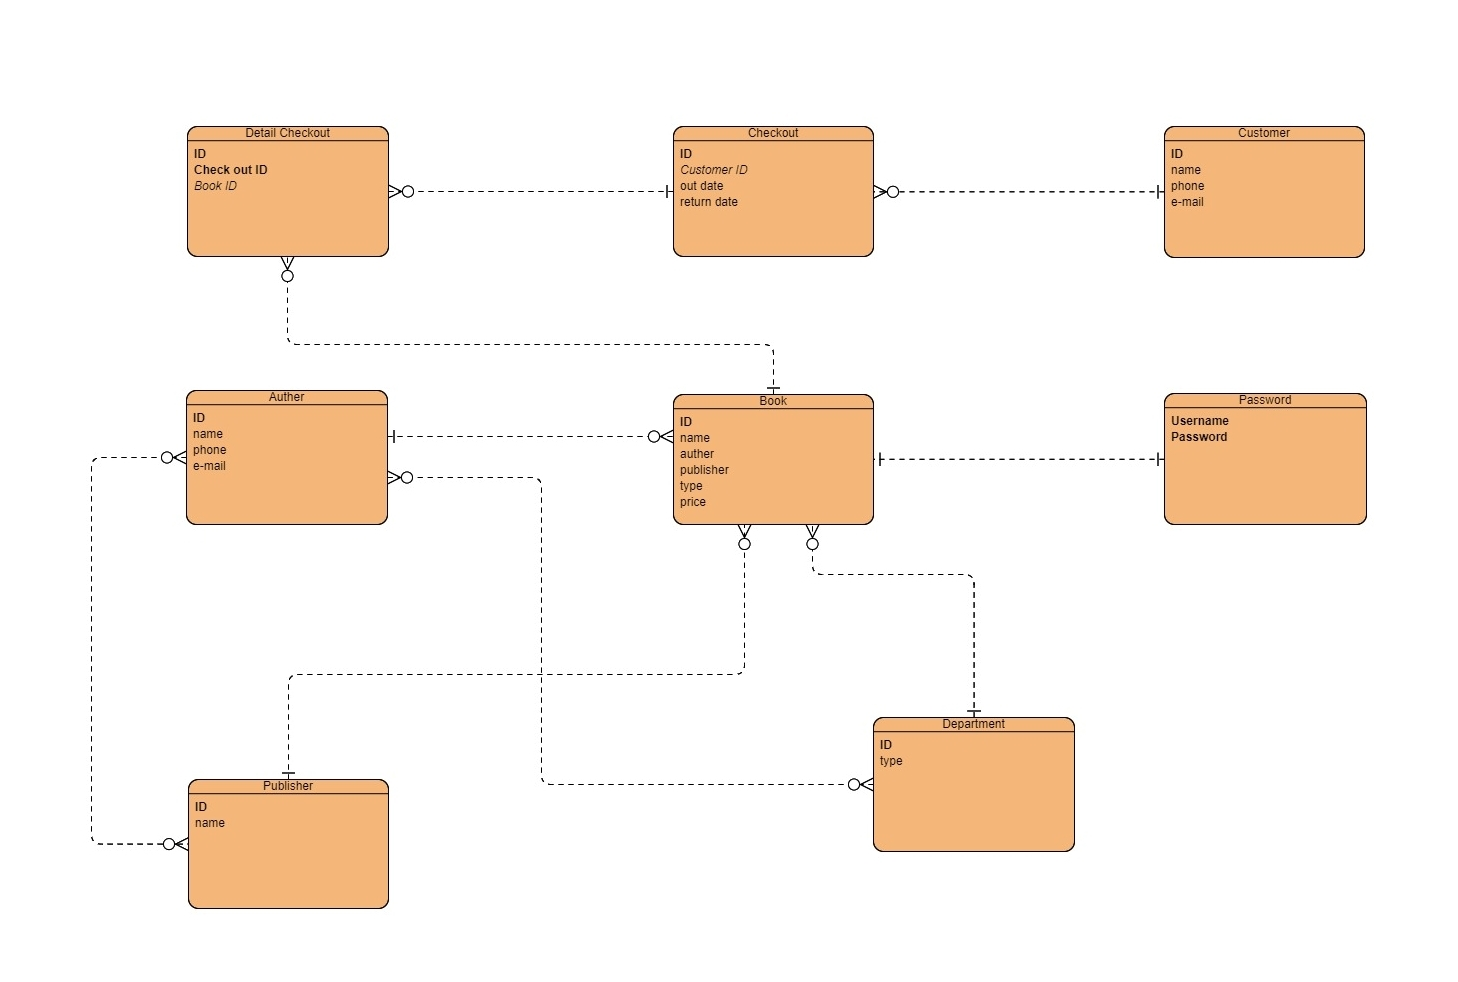 Detail Checkout
ID
Check out ID
Book ID
Checkout
ID
Customer ID
out date
return date
Customer
ID
name
phone
e-mail
Auther
ID
name
phone
e-mail
Book
ID
name
auther
publisher
type
price
Password
Username
Password
Publisher
ID
name
Department
ID
type